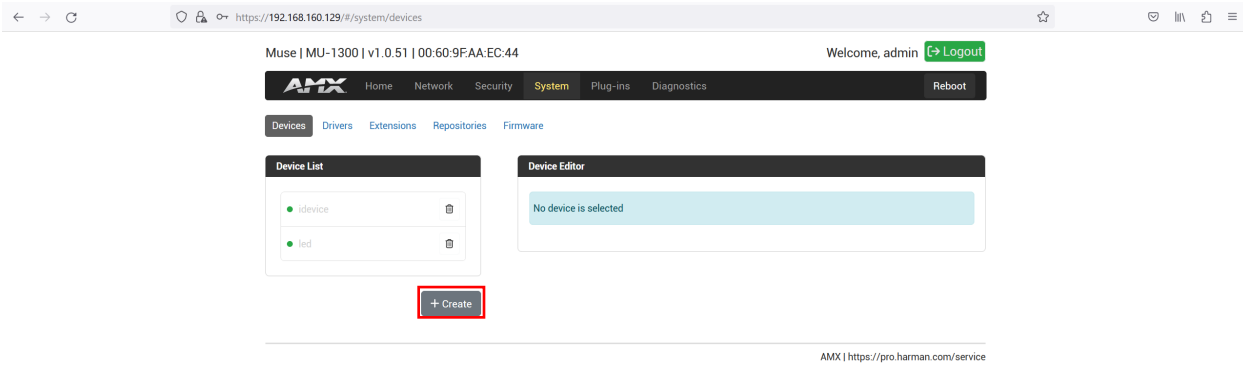 https://192.168.160.129/#/system/devices
Muse | MU-1300 | v1.0.51 | 00:60:9F:AA:EC:44
Welcome, admin Logout
AMX Home Network Security System Plug-ins Diagnostics Reboot
Devices Drivers Extensions Repositories Firmware
Device List
Device Editor
idevice
No device is selected
led
+ Create
AMX | https://pro.harman.com/service